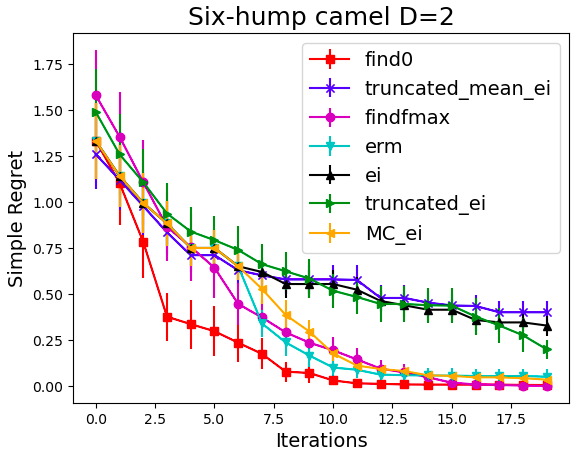 Six-hump camel D=2
Simple Regret
1.75
1.50
1.25
1.00
0.75
0.50
0.25
0.00
find0
truncated_mean_ei
findfmax
erm
ei
truncated_ei
MC_ei
0.0 2.5 5.0 7.5 10.0 12.5 15.0 17.5
Iterations